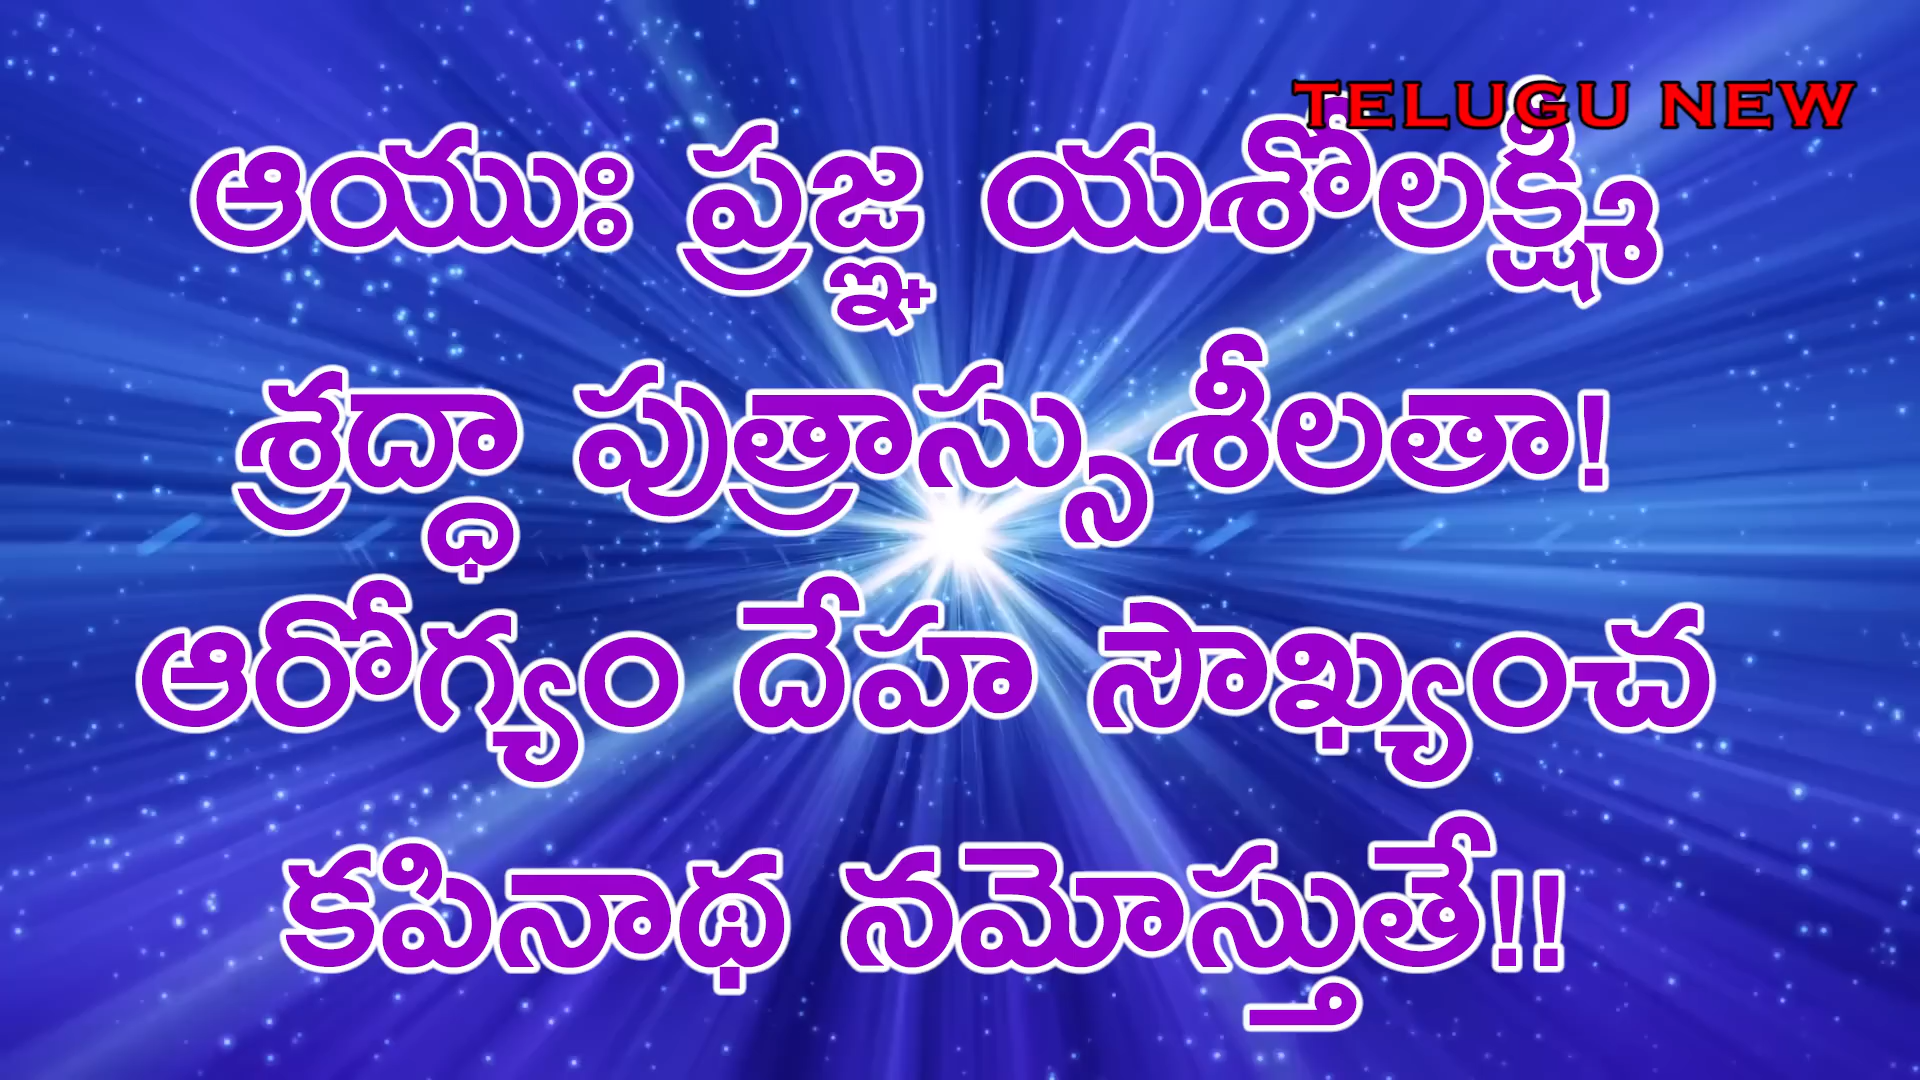 TELUGU NEW
ఆయుః ప్రజ్ఞ యశోలక్ష్మీ
శ్రద్ధా పుత్రాస్సుశీలతా!
ఆరోగ్యం దేహ సౌఖ్యంచ
కపినాథ నమోస్తుతే!!